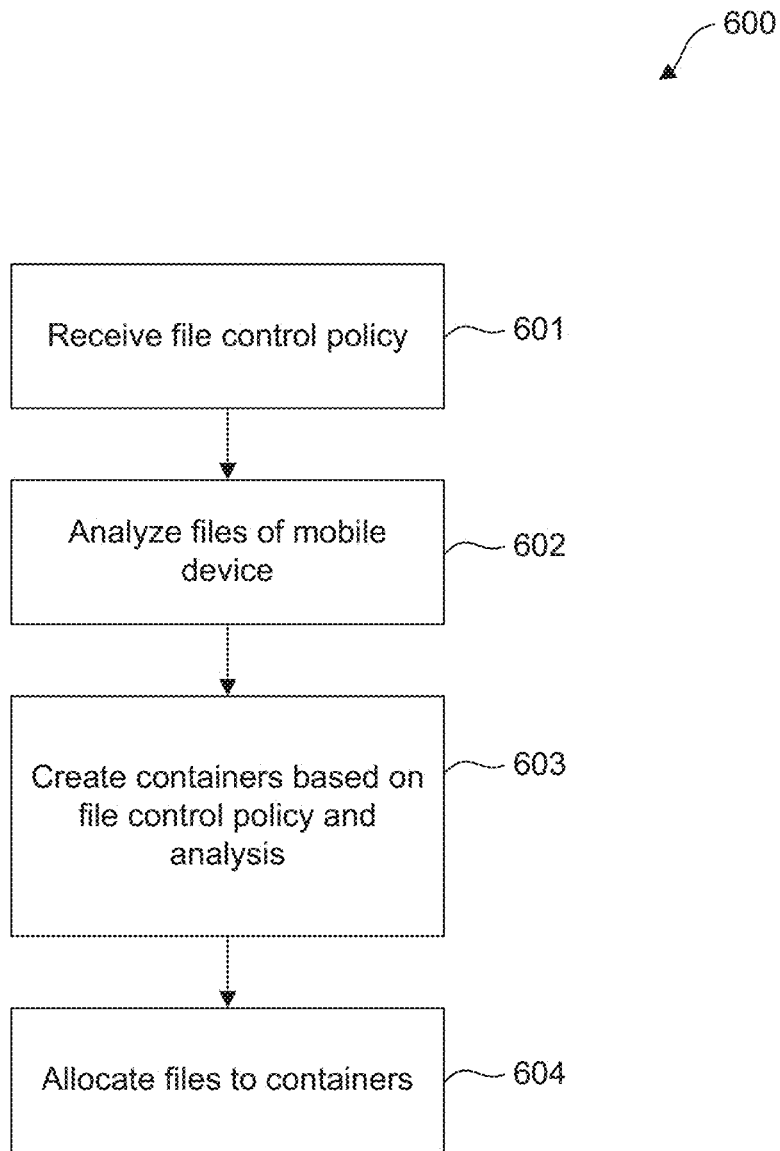 600
Receive file control policy
601
Analyze files of mobile
device
602
Create containers based on
file control policy and
analysis
603
Allocate files to containers
604